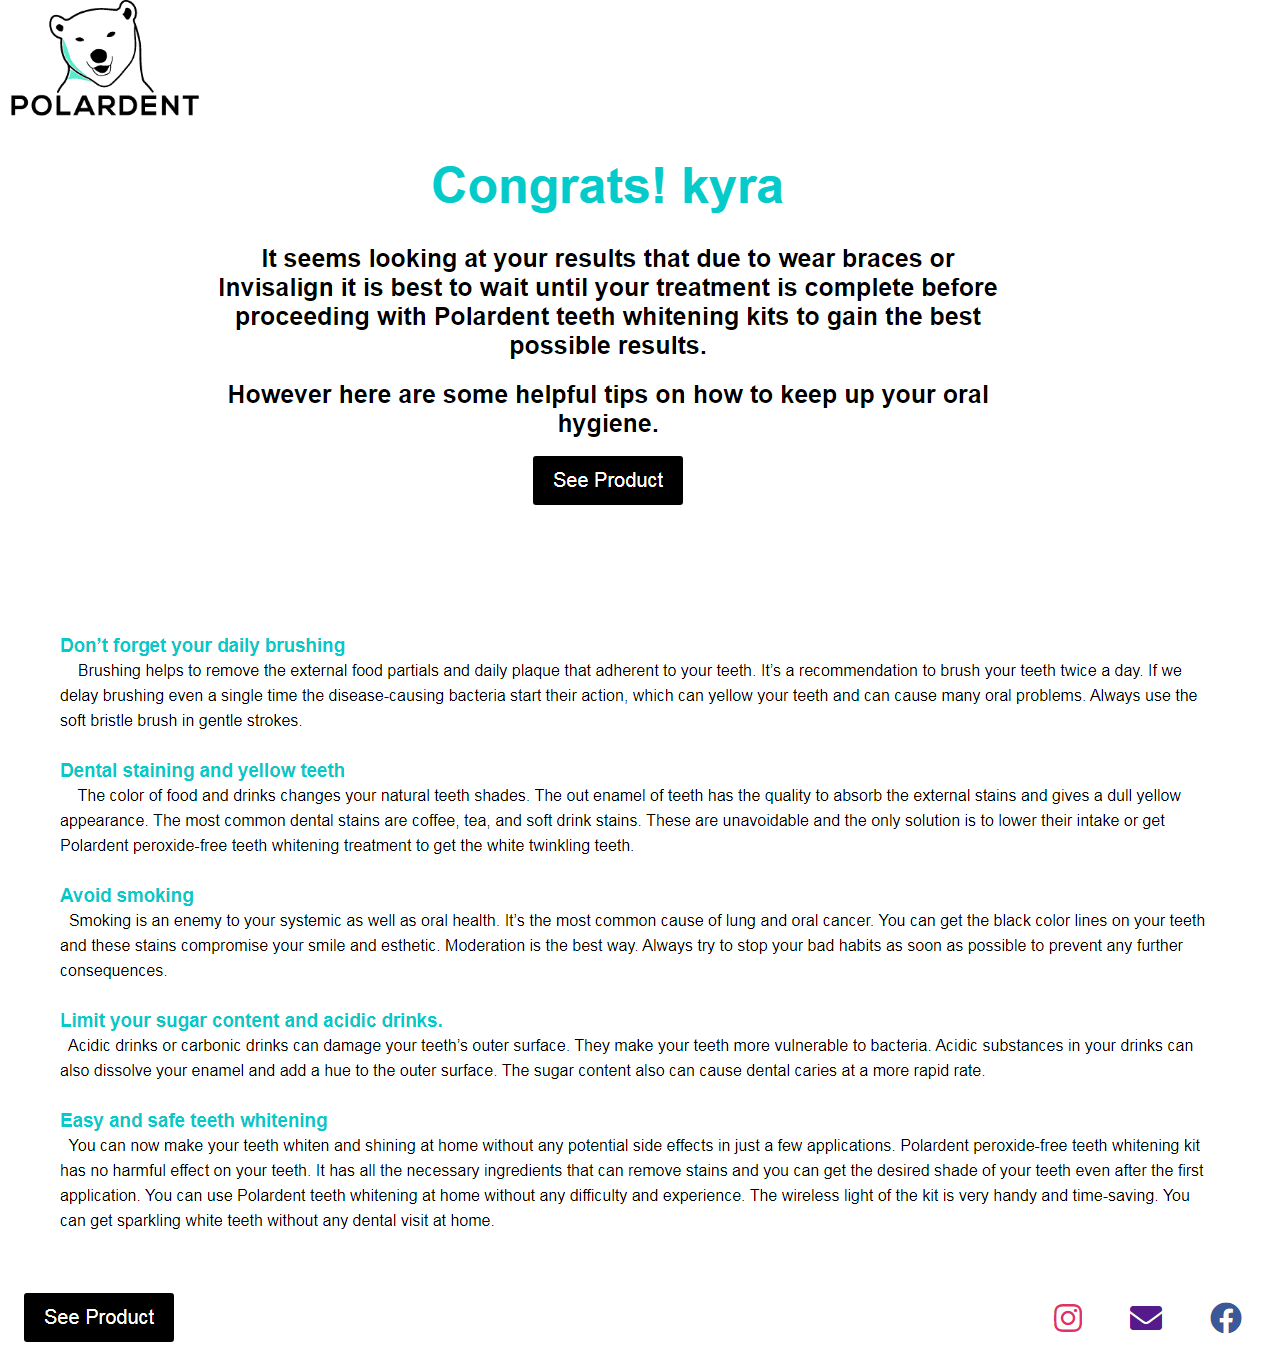 POLARDENT
Congrats! kyra
It seems looking at your results that due to wear braces or
Invisalign it is best to wait until your treatment is complete before
proceeding with Polardent teeth whitening kits to gain the best
possible results.
However here are some helpful tips on how to keep up your oral
hygiene.
See Product
Don’t forget your daily brushing
Brushing helps to remove the external food partials and daily plaque that adherent to your teeth. It’s a recommendation to brush your teeth twice a day. If we
delay brushing even a single time the disease-causing bacteria start their action, which can yellow your teeth and can cause many oral problems. Always use the
soft bristle brush in gentle strokes.
Dental staining and yellow teeth
The color of food and drinks changes your natural teeth shades. The out enamel of teeth has the quality to absorb the external stains and gives a dull yellow
appearance. The most common dental stains are coffee, tea, and soft drink stains. These are unavoidable and the only solution is to lower their intake or get
Polardent peroxide-free teeth whitening treatment to get the white twinkling teeth.
Avoid smoking
Smoking is an enemy to your systemic as well as oral health. It’s the most common cause of lung and oral cancer. You can get the black color lines on your teeth
and these stains compromise your smile and esthetic. Moderation is the best way. Always try to stop your bad habits as soon as possible to prevent any further
consequences.
Limit your sugar content and acidic drinks.
Acidic drinks or carbonic drinks can damage your teeth’s outer surface. They make your teeth more vulnerable to bacteria. Acidic substances in your drinks can
also dissolve your enamel and add a hue to the outer surface. The sugar content also can cause dental caries at a more rapid rate.
Easy and safe teeth whitening
You can now make your teeth whiten and shining at home without any potential side effects in just a few applications. Polardent peroxide-free teeth whitening kit
has no harmful effect on your teeth. It has all the necessary ingredients that can remove stains and you can get the desired shade of your teeth even after the first
application. You can use Polardent teeth whitening at home without any difficulty and experience. The wireless light of the kit is very handy and time-saving. You
can get sparkling white teeth without any dental visit at home.
See Product